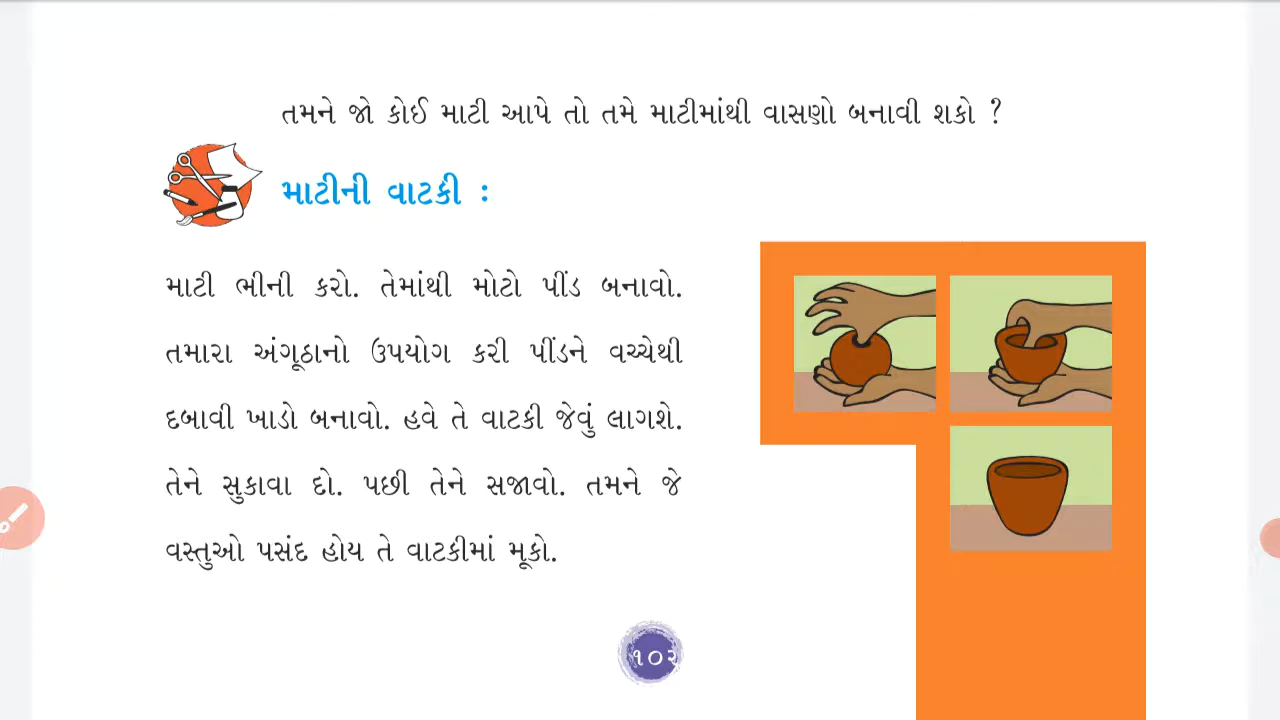 તમને જો કોઈ માટી આપે તો તમે માટીમાંથી વાસણો બનાવી શકો ?
માટીની વાટકી :
માટી ભીની કરો. તેમાંથી મોટો પીંડ બનાવો.
તમારા અંગૂઠાનો ઉપયોગ કરી પીંડને વચ્ચેથી
દબાવી ખાડો બનાવો. હવે તે વાટકી જેવું લાગશે.
તેને સુકાવા દો. પછી તેને સજાવો. તમને જે
વસ્તુઓ પસંદ હોય તે વાટકીમાં મૂકો.
૧૦૨